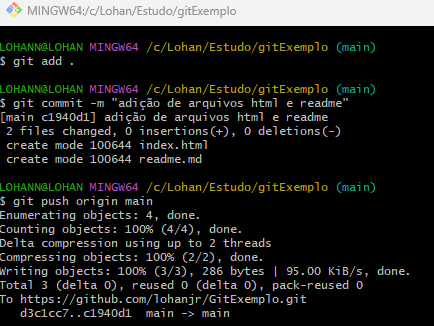 MINGW64:/c/Lohan/Estudo/gitExemplo
LOHANN@LOHAN MINGW64 /c/Lohan/Estudo/gitExemplo (main)
$ git add .
LOHANN@LOHAN MINGW64 /c/Lohan/Estudo/gitExemplo (main)
$ git commit -m "adição de arquivos html e readme"
[main c1940d1] adição de arquivos html e readme
 2 files changed, 0 insertions(+), 0 deletions(-)
 create mode 100644 index.html
 create mode 100644 readme.md
LOHANN@LOHAN MINGW64 /c/Lohan/Estudo/gitExemplo (main)
$ git push origin main
Enumerating objects: 4, done.
Counting objects: 100% (4/4), done.
Delta compression using up to 2 threads
Compressing objects: 100% (2/2), done.
Writing objects: 100% (3/3), 286 bytes | 95.00 KiB/s, done.
Total 3 (delta 0), reused 0 (delta 0), pack-reused 0
To https://github.com/lohanjr/GitExemplo.git
   d3c1cc7..c1940d1  main -> main